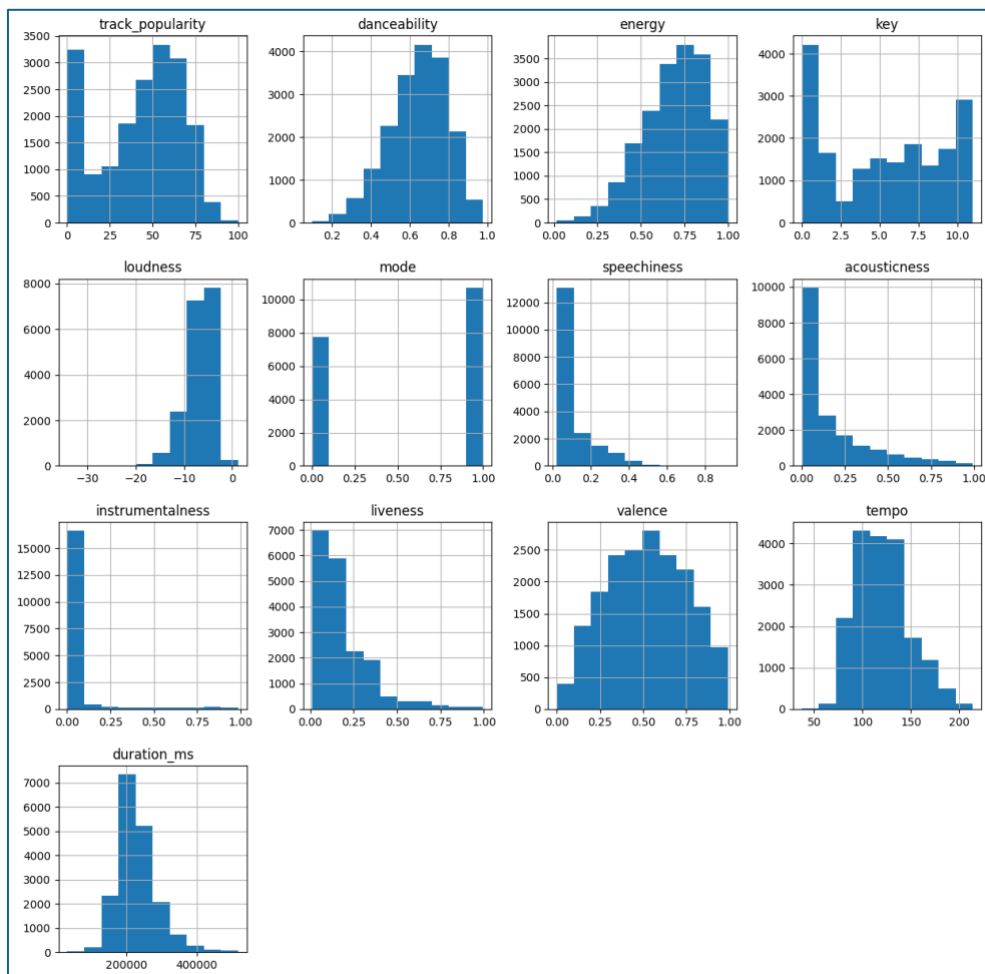 track_popularity danceability energy key
3500 3000 2500 2000 1500 1000 500 0
0 25 50 75 100
4000 3000 2000 1000 0
0.2 0.4 0.6 0.8 1.0
3500 3000 2500 2000 1500 1000 500 0
0.00 0.25 0.50 0.75 1.00
4000 3000 2000 1000 0
0.0 2.5 5.0 7.5 10.0
loudness mode speechiness acousticness
8000 6000 4000 2000 0
−30 −20 −10 0
10000 8000 6000 4000 2000 0
0.0 0.2 0.4 0.6 0.8 1.0
12000 10000 8000 6000 4000 2000 0
0.0 0.2 0.4 0.6 0.8
10000 8000 6000 4000 2000 0
0.00 0.25 0.50 0.75 1.00
instrumentalness liveness valence tempo
15000 12500 10000 7500 5000 2500 0
0.00 0.25 0.50 0.75 1.00
7000 6000 5000 4000 3000 2000 1000 0
0.00 0.25 0.50 0.75 1.00
2500 2000 1500 1000 500 0
0.00 0.25 0.50 0.75 1.00
4000 3000 2000 1000 0
50 100 150 200
duration_ms
7000 6000 5000 4000 3000 2000 1000 0
200000 400000